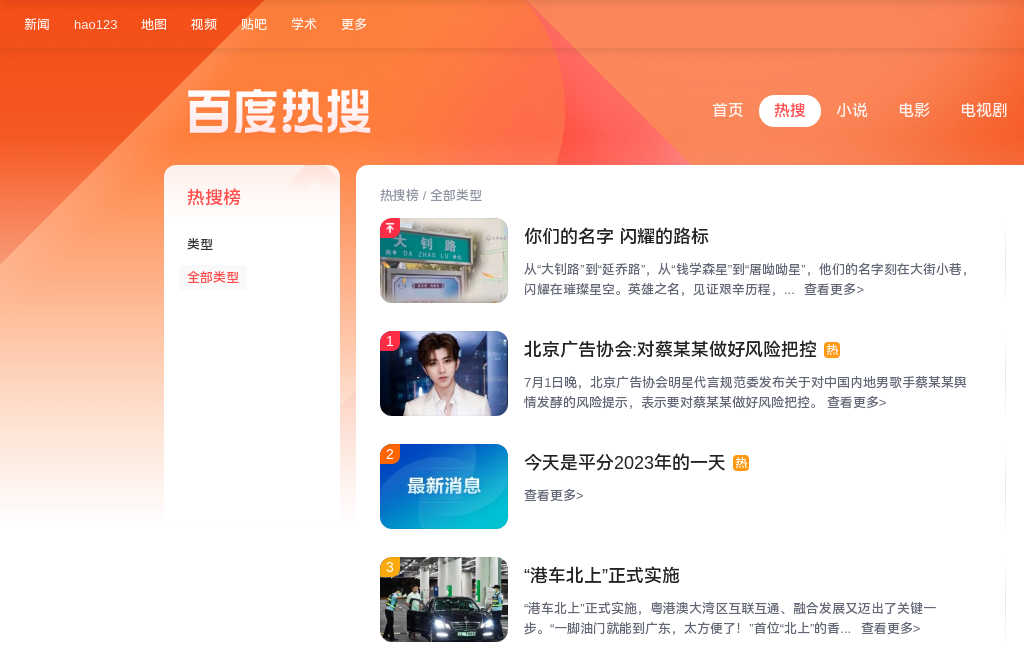 新闻 hao123 地图 视频 贴吧 学术 更多
百度热搜
首页 热搜 小说 电影 电视剧
热搜榜
类型
全部类型
热搜榜 / 全部类型
大钊路
DA ZHAO LU
你们的名字 闪耀的路标
从“大钊路”到“延乔路”，从“钱学森星”到“屠呦呦星”，他们的名字刻在大街小巷，
闪耀在璀璨星空。英雄之名，见证艰辛历程，... 查看更多>
1
北京广告协会:对蔡某某做好风险把控 热
7月1日晚，北京广告协会明星代言规范委发布关于对中国内地男歌手蔡某某舆
情发酵的风险提示，表示要对蔡某某做好风险把控。 查看更多>
2
最新消息
今天是平分2023年的一天 热
查看更多>
3
“港车北上”正式实施
“港车北上”正式实施，粤港澳大湾区互联互通、融合发展又迈出了关键一
步。“一脚油门就能到广东，太方便了！”首位“北上”的香... 查看更多>